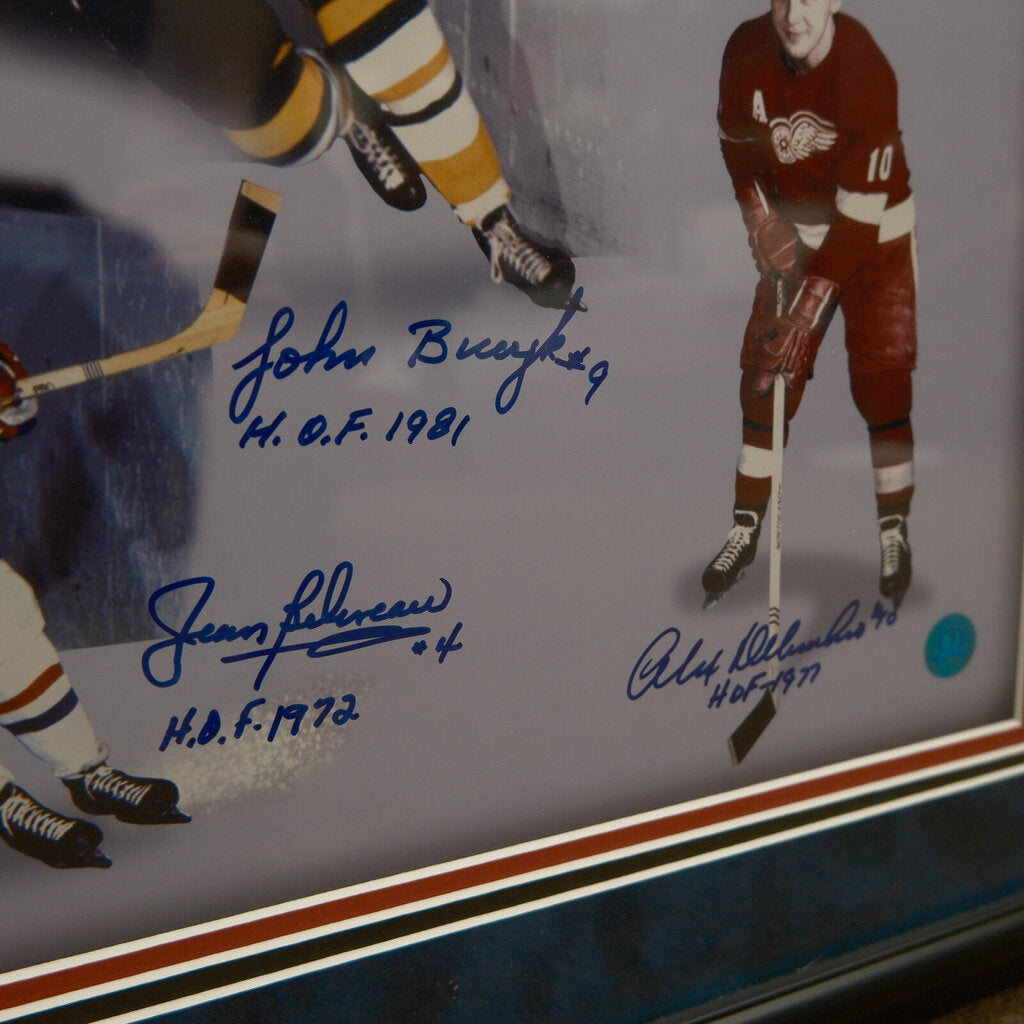 A
10
John Bucyk #9
H.O.F. 1981
Jean Beliveau
#4
H.O.F. 1972
Alex Delvecchio #10
HOF-1977